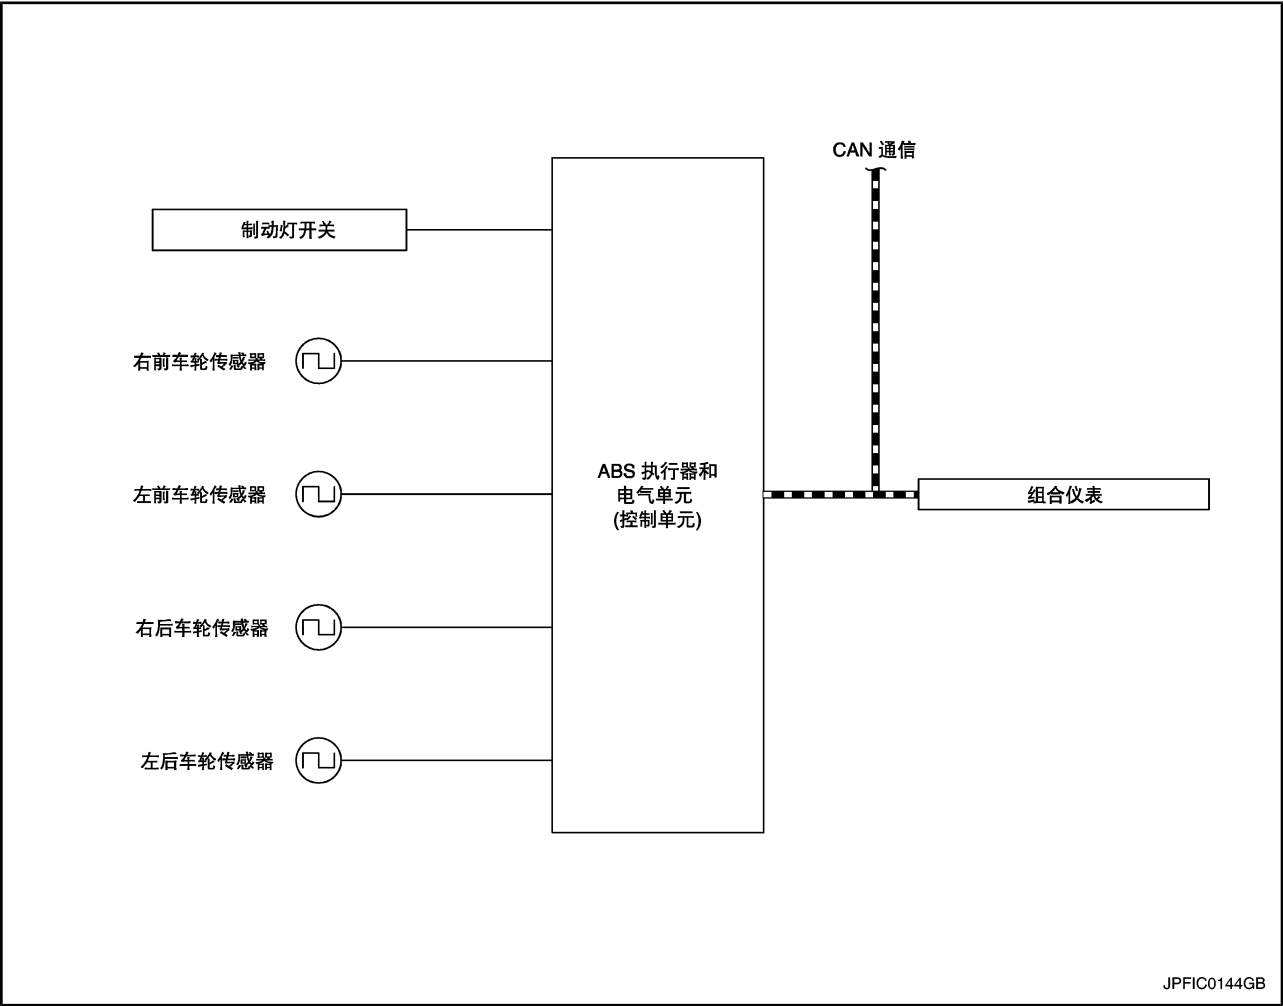 CAN 通信
制动灯开关
右前车轮传感器
左前车轮传感器
ABS 执行器和
电气单元
(控制单元)
组合仪表
右后车轮传感器
左后车轮传感器
JPFIC0144GB